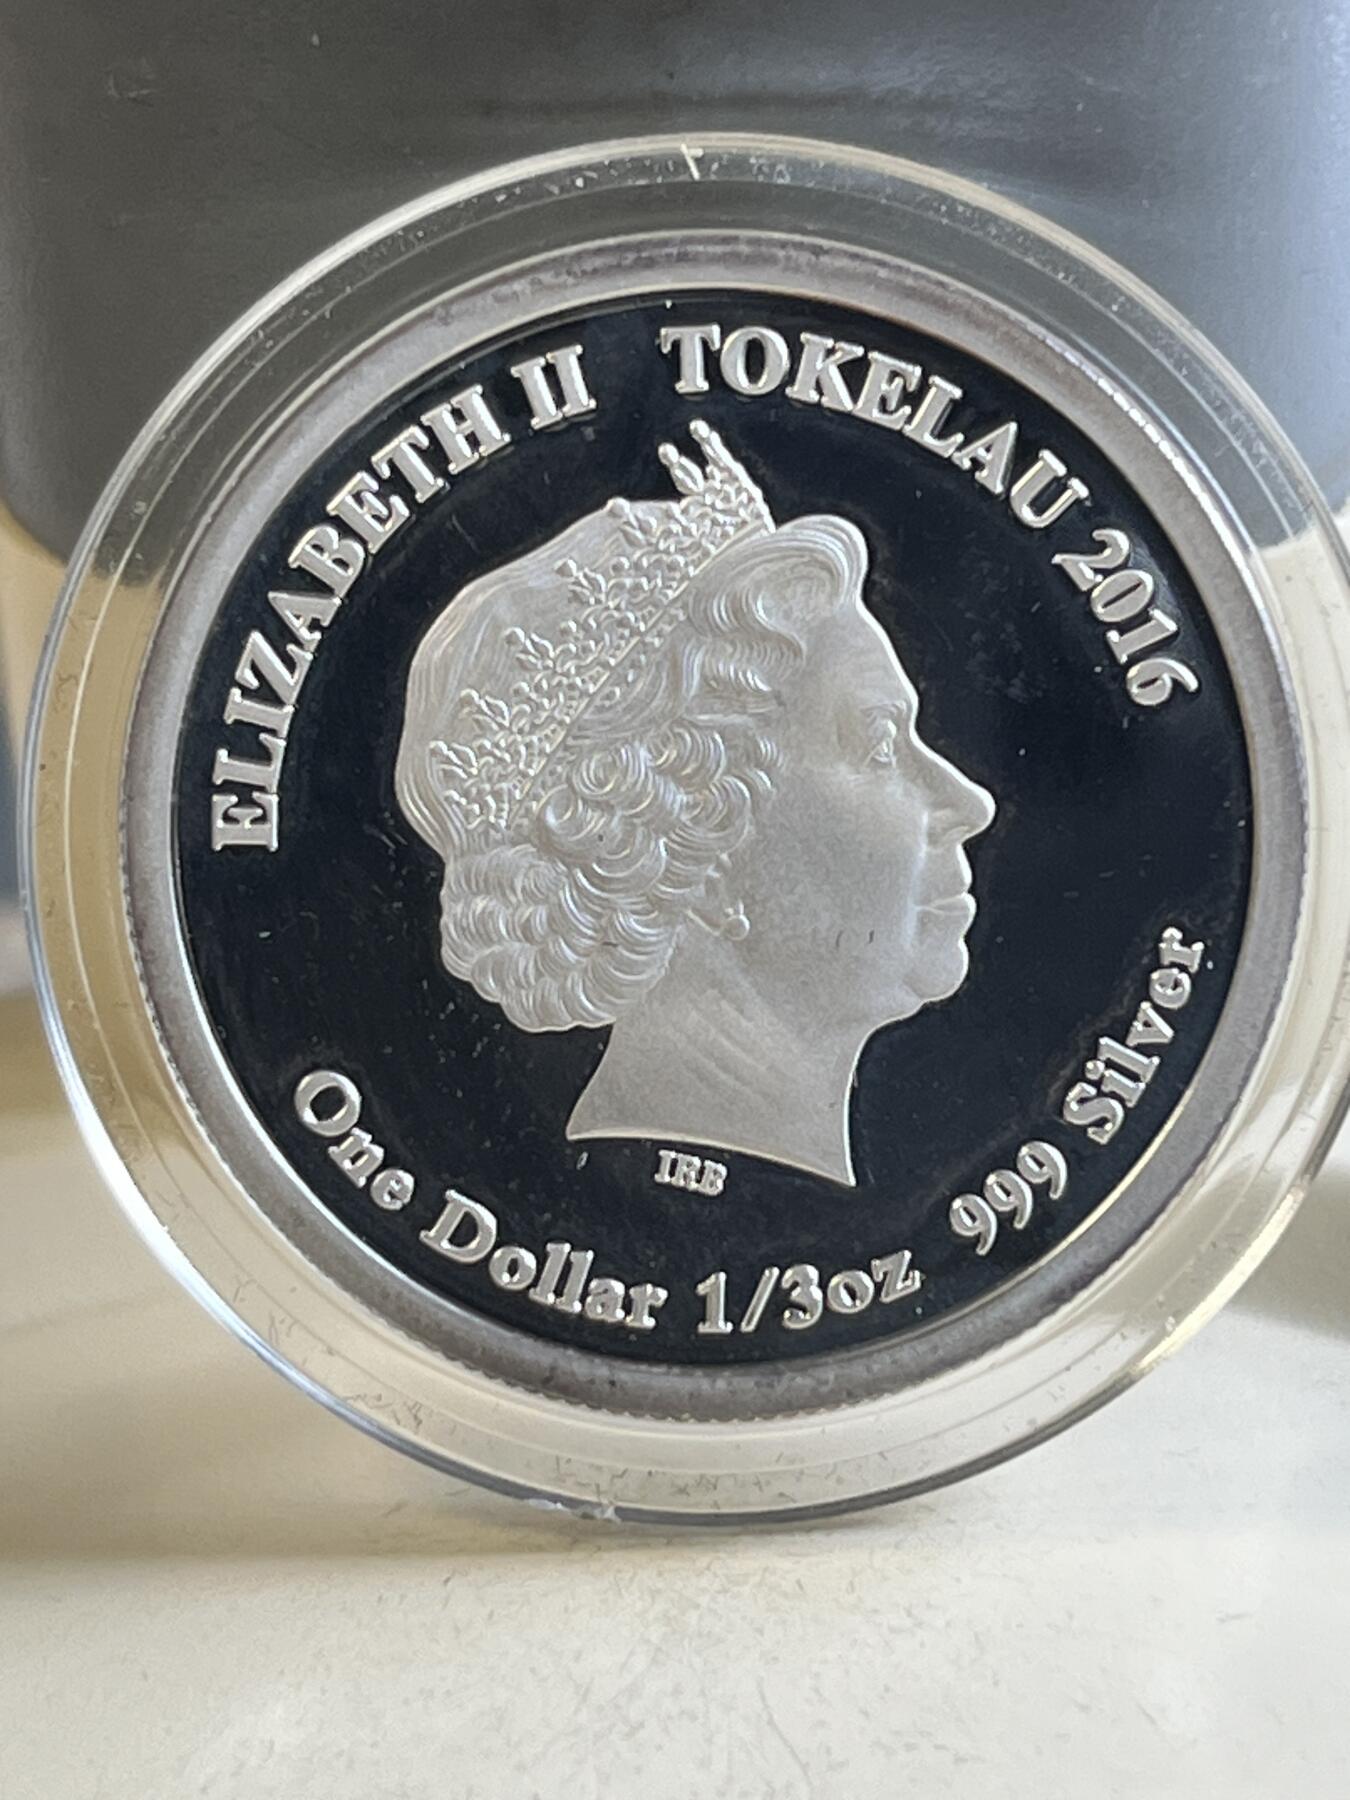 ELIZABETH II TOKELAU 2016
IRB
One Dollar 1/3oz 999 Silver